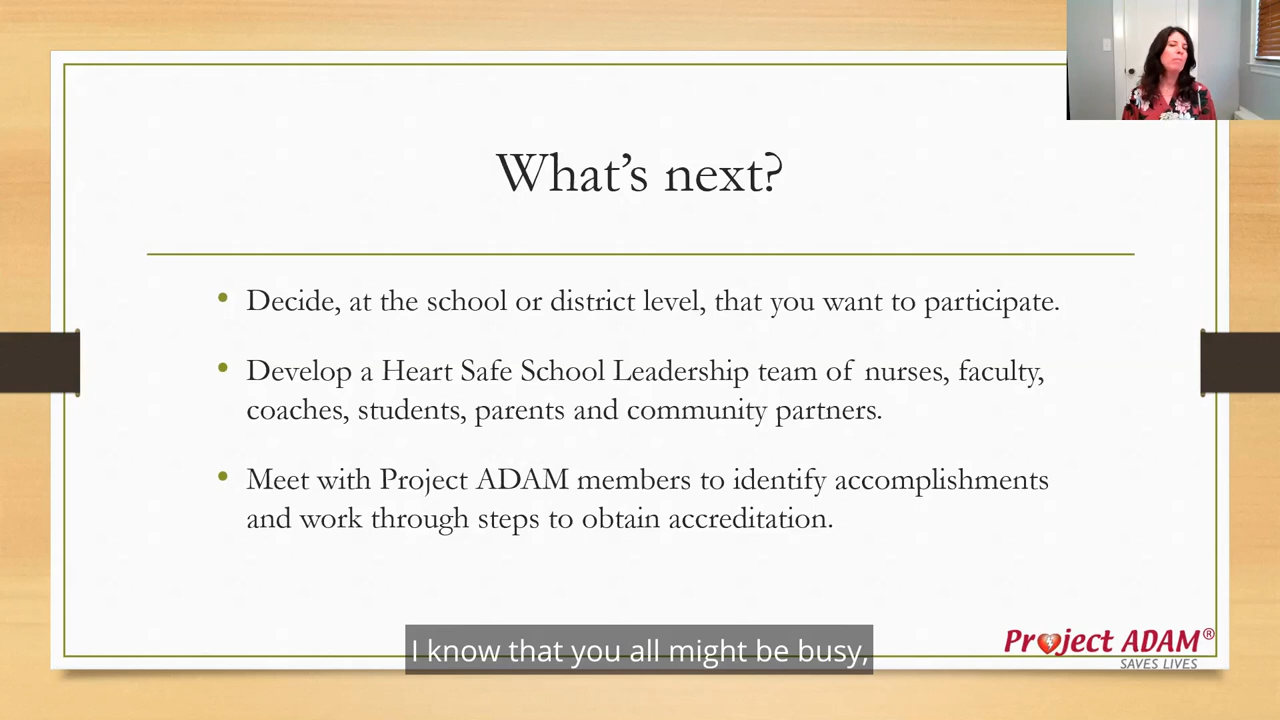 What's next?
• Decide, at the school or district level, that you want to participate.
• Develop a Heart Safe School Leadership team of nurses, faculty,
coaches, students, parents and community partners.
• Meet with Project ADAM members to identify accomplishments
and work through steps to obtain accreditation.
I know that you all might be busy,
Project ADAM®
SAVES LIVES